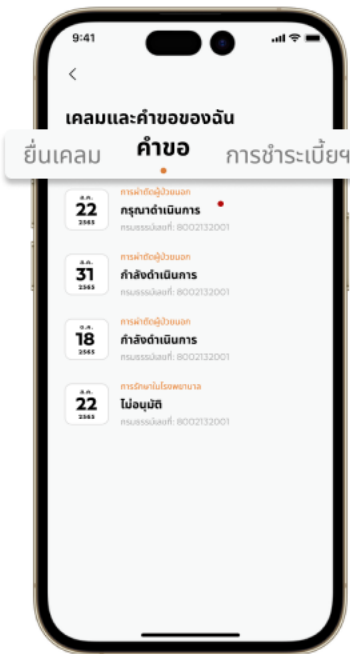 9:41
เคลมและคำขอของฉัน
ยื่นเคลม
คำขอ
การชำระเบี้ยฯ
การผ่าตัดผู้ป่วยนอก
22
2565
กรุณาดำเนินการ
กรมธรรม์เลขที่: 8002132001
การผ่าตัดผู้ป่วยนอก
31
2565
กำลังดำเนินการ
กรมธรรม์เลขที่: 8002132001
การผ่าตัดผู้ป่วยนอก
18
2565
กำลังดำเนินการ
กรมธรรม์เลขที่: 8002132001
การรักษาในโรงพยาบาล
22
2565
ไม่อนุมัติ
กรมธรรม์เลขที่: 8002132001